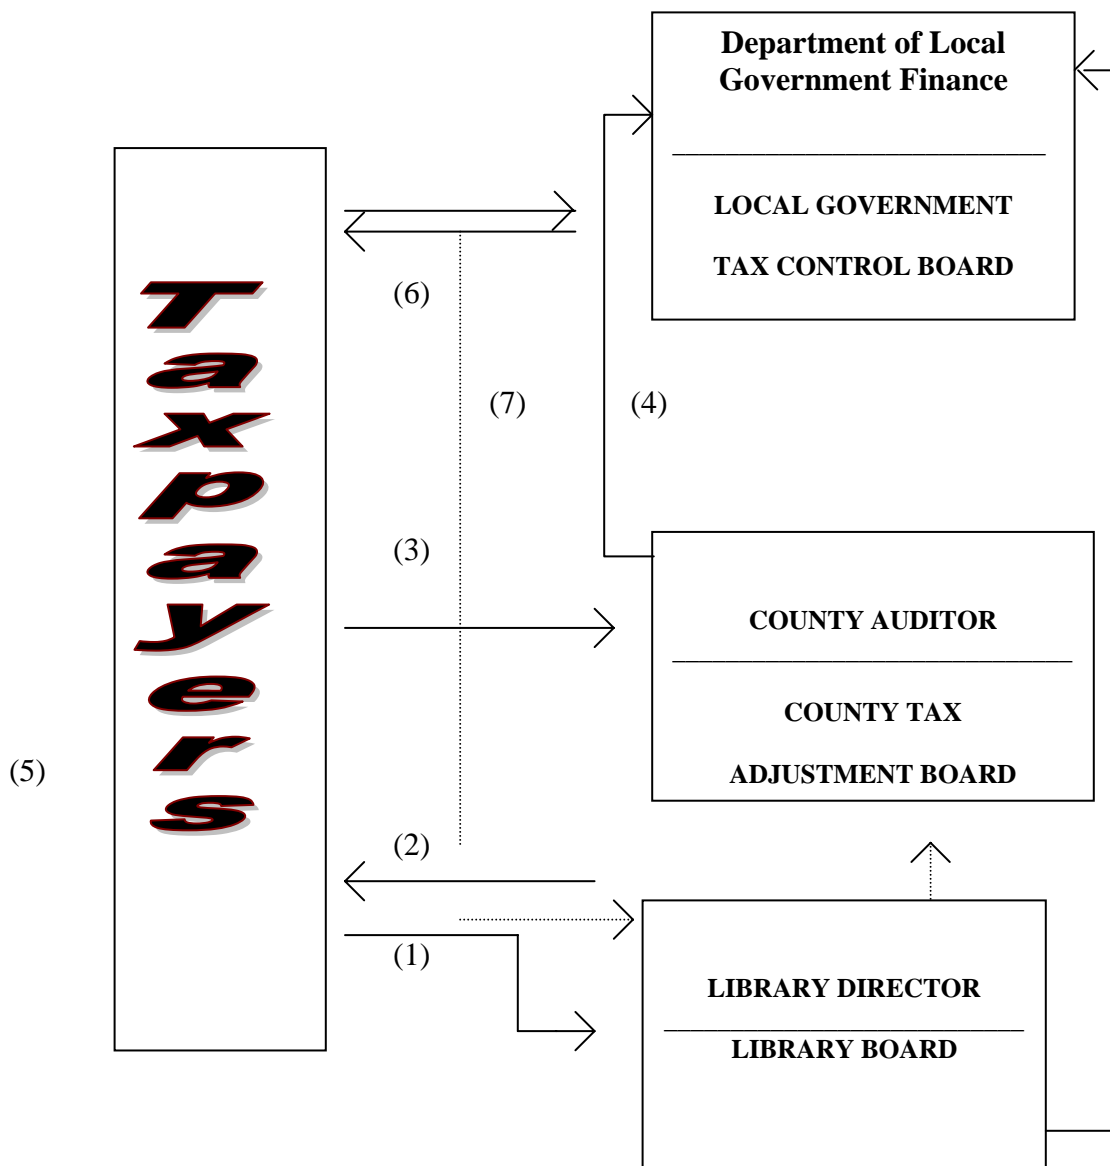 Department of Local
Government Finance
LOCAL GOVERNMENT
TAX CONTROL BOARD
Taxpayers
(6)
(7)
(4)
(3)
COUNTY AUDITOR
COUNTY TAX
ADJUSTMENT BOARD
(5)
(2)
(1)
LIBRARY DIRECTOR
LIBRARY BOARD